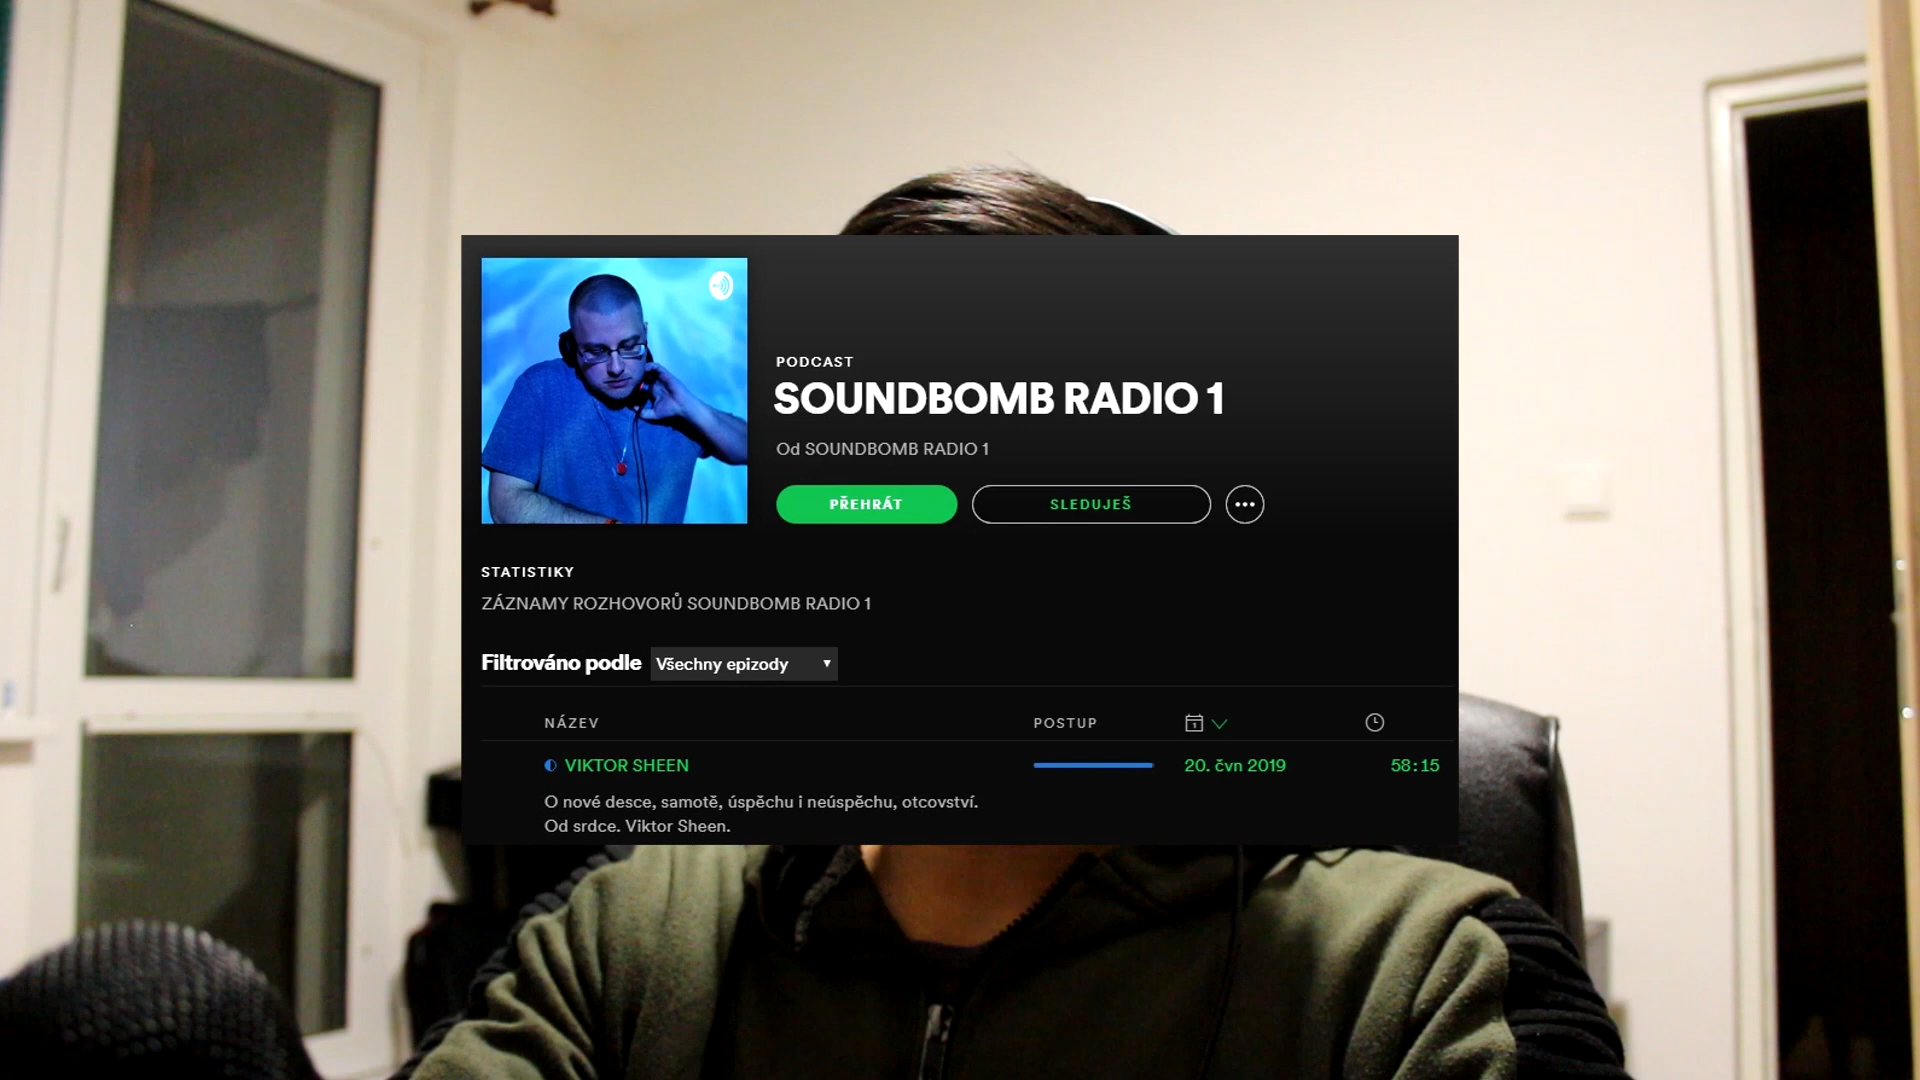 PODCAST
SOUNDBOMB RADIO 1
Od SOUNDBOMB RADIO 1
PŘEHRÁT
SLEDUJEŠ
STATISTIKY
ZÁZNAMY ROZHOVORŮ SOUNDBOMB RADIO 1
Filtrováno podle Všechny epizody
NÁZEV POSTUP
VIKTOR SHEEN 20. čvn 2019 58:15
O nové desce, samotě, úspěchu i neúspěchu, otcovství.
Od srdce. Viktor Sheen.